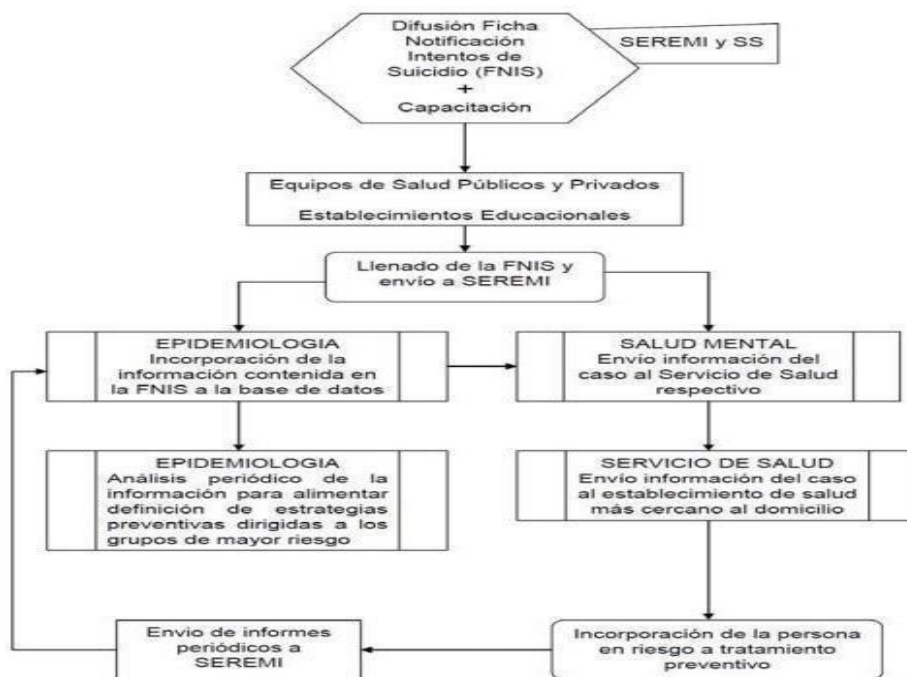 Difusión Ficha
Notificación
Intentos de
Suicidio (FNIS)
+
Capacitación
SEREMI y SS
Equipos de Salud Públicos y Privados
Establecimientos Educacionales
Llenado de la FNIS y
envío a SEREMI
EPIDEMIOLOGIA
Incorporación de la
información contenida en
la FNIS a la base de datos
SALUD MENTAL
Envío información del
caso al Servicio de Salud
respectivo
EPIDEMIOLOGIA
Análisis periódico de la
información para alimentar
definición de estrategias
preventivas dirigidas a los
grupos de mayor riesgo
SERVICIO DE SALUD
Envío información del caso
al establecimiento de salud
más cercano al domicilio
Envio de informes
periódicos a
SEREMI
Incorporación de la persona
en riesgo a tratamiento
preventivo